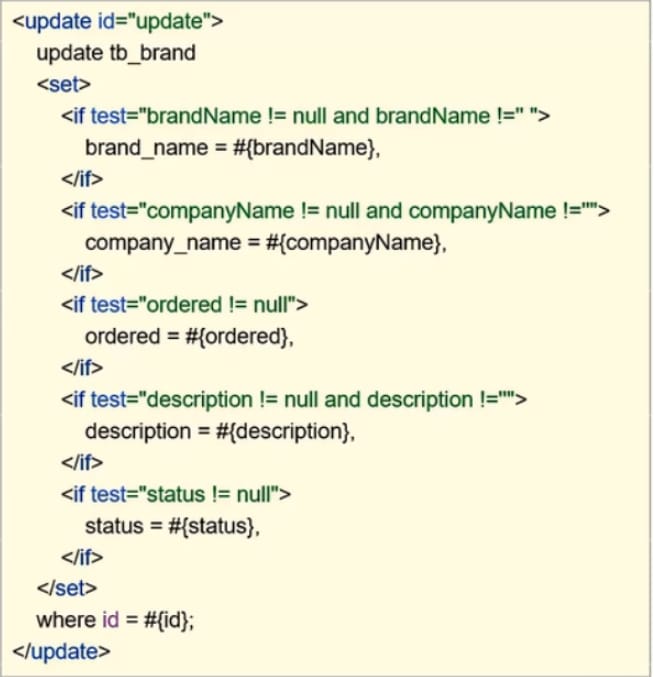 <update id="update">
update tb_brand
<set>
<if test="brandName != null and brandName !=" ">
brand_name = #{brandName},
</if>
<if test="companyName != null and companyName !="">
company_name = #{companyName},
</if>
<if test="ordered != null">
ordered = #{ordered},
</if>
<if test="description != null and description !="">
description = #{description},
</if>
<if test="status != null">
status = #{status},
</if>
</set>
where id = #{id};
</update>